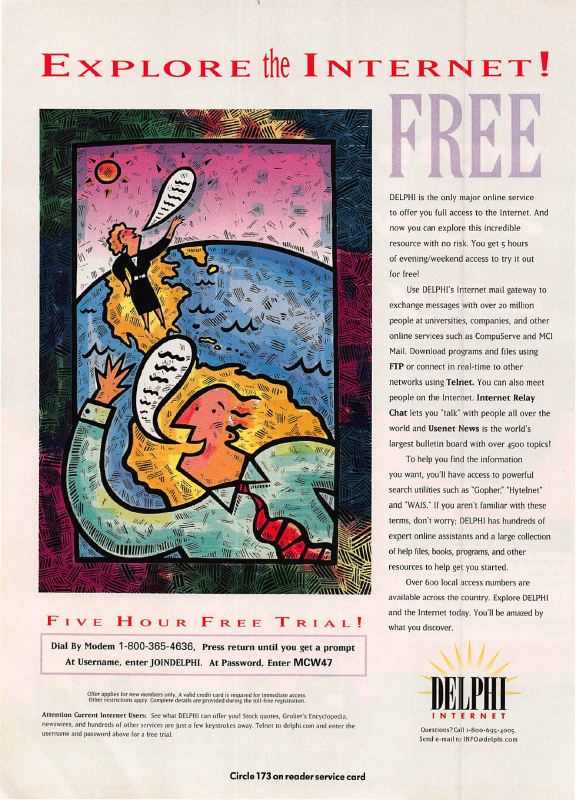 EXPLORE the INTERNET!
FREE
DELPHI is the only major online service
to offer you full access to the Internet. And
now you can explore this incredible
resource with no risk. You get 5 hours
of evening/weekend access to try it out
for free!
Use DELPHI's Internet mail gateway to
exchange messages with over 20 million
people at universities, companies, and other
online services such as CompuServe and MCI
Mail. Download programs and files using
FTP or connect in real-time to other
networks using Telnet. You can also meet
people on the Internet. Internet Relay
Chat lets you "talk" with people all over the
world and Usenet News is the world's
largest bulletin board with over 4500 topics!
To help you find the information
you want, you'll have access to powerful
search utilities such as "Gopher," "Hytelnet"
and "WAIS." If you aren't familiar with these
terms, don't worry; DELPHI has hundreds of
expert online assistants and a large collection
of help files, books, programs, and other
resources to help get you started.
Over 600 local access numbers are
available across the country. Explore DELPHI
and the Internet today. You'll be amazed by
what you discover.
FIVE HOUR FREE TRIAL!
Dial By Modem 1-800-365-4636, Press return until you get a prompt
At Username, enter JOINDELPHI. At Password, Enter MCW47
Offer applies for new members only. A valid credit card is required for immediate access.
Other restrictions apply. Complete details are provided during the toll-free registration.
Attention Current Internet Users: See what DELPHI can offer you! Stock quotes, Grolier's Encyclopedia,
newswires, and hundreds of other services are just a few keystrokes away. Telnet to delphi.com and enter the
username and password above for a free trial.
DELPHI
INTERNET
Questions? Call 1-800-695-4005.
Send e-mail to INFO@delphi.com
Circle 173 on reader service card